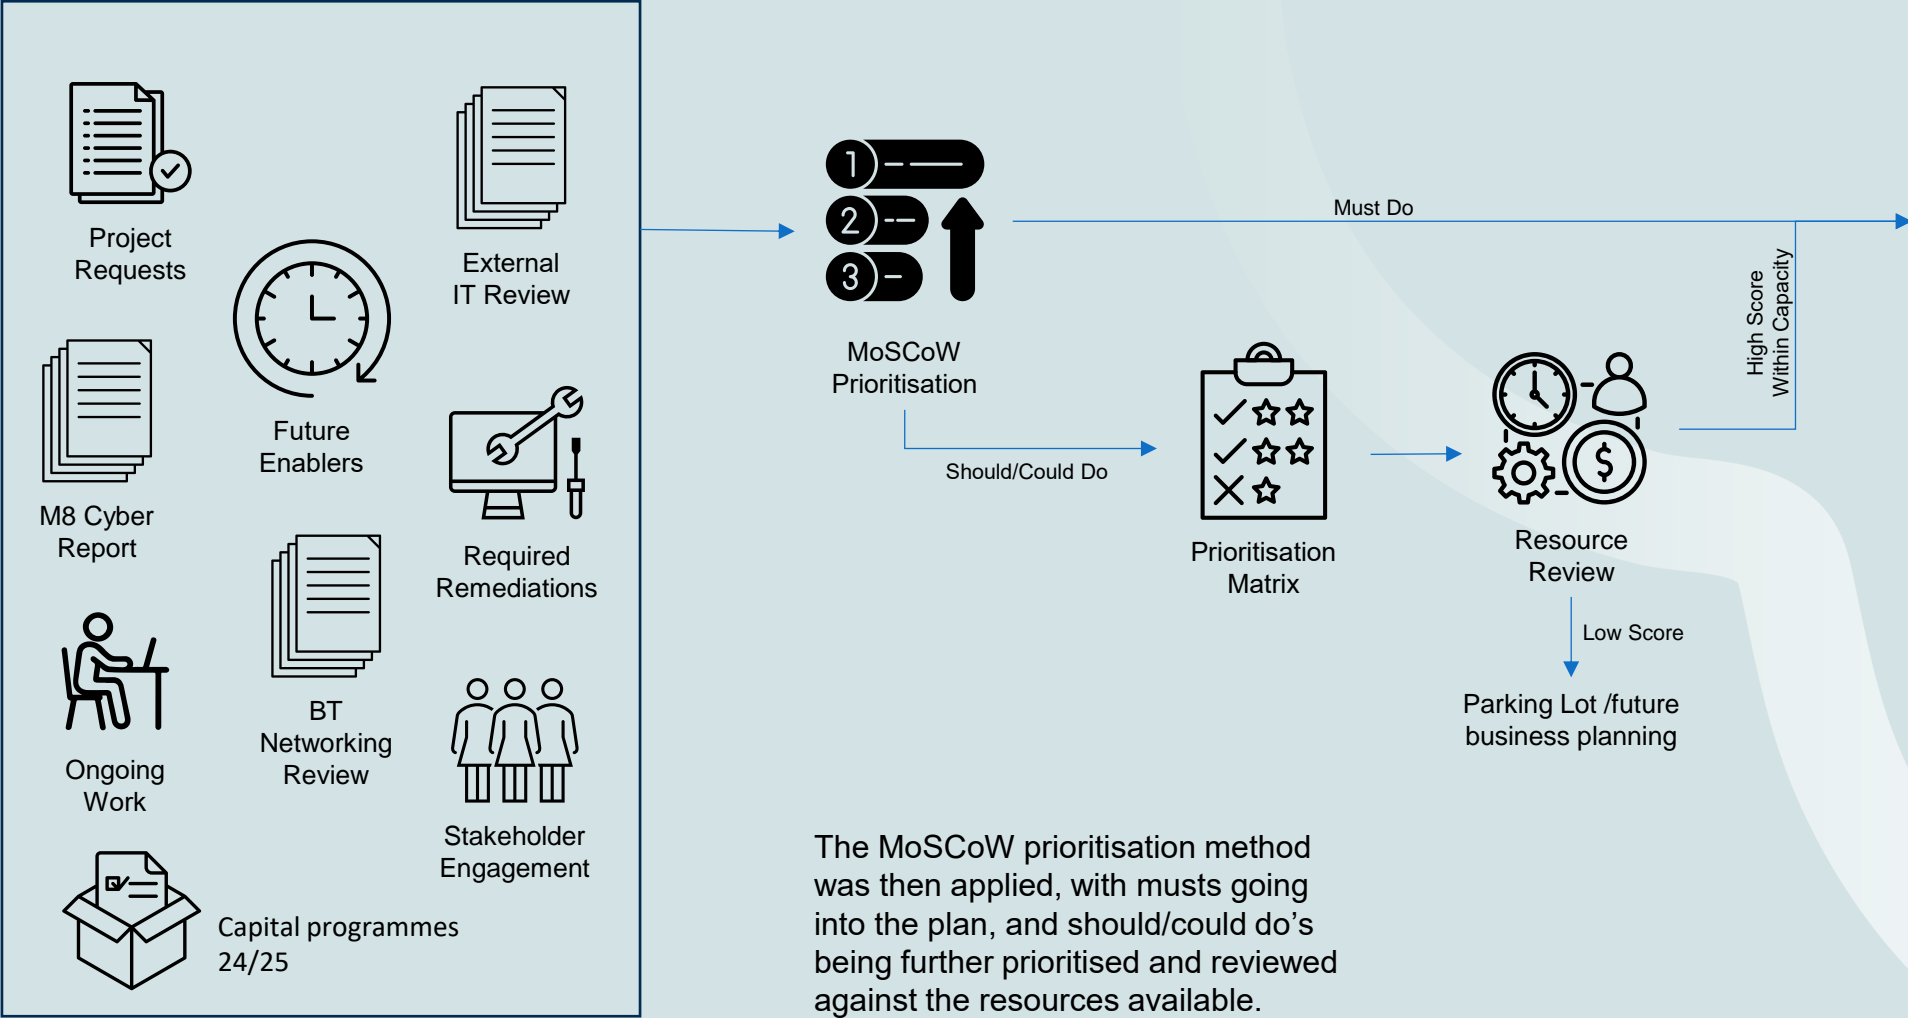 Project
Requests
External
IT Review
Future
Enablers
M8 Cyber
Report
Required
Remediations
BT
Networking
Review
Ongoing
Work
Stakeholder
Engagement
Capital programmes
24/25
1
2
3
MoSCoW
Prioritisation
Must Do
Should/Could Do
Prioritisation
Matrix
$
Resource
Review
High Score
Within Capacity
Low Score
Parking Lot /future
business planning
The MoSCoW prioritisation method
was then applied, with musts going
into the plan, and should/could do’s
being further prioritised and reviewed
against the resources available.